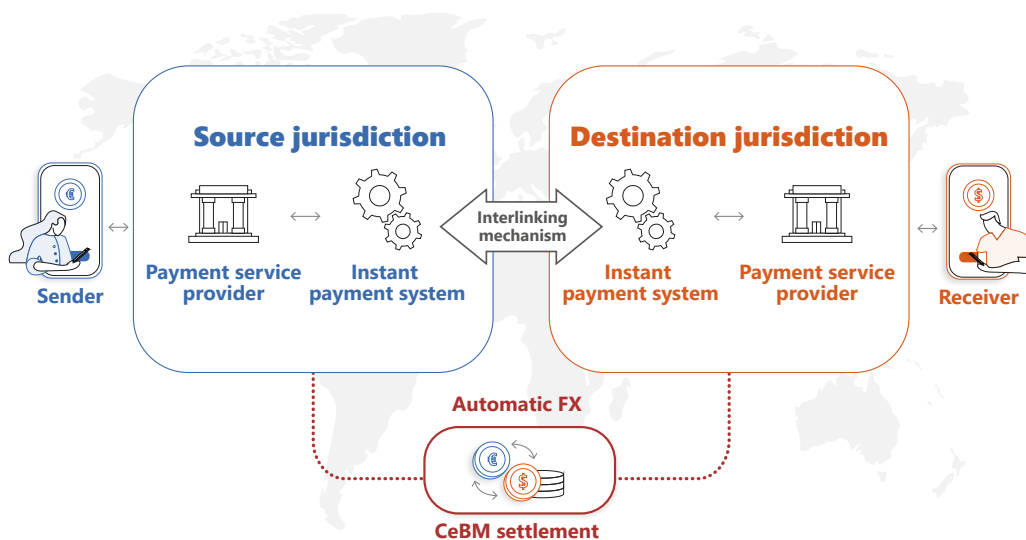 Source jurisdiction
Destination jurisdiction
€
$
Interlinking
mechanism
Payment service
provider
Instant
payment system
Instant
payment system
Payment service
provider
Sender
Receiver
Automatic FX
€
$
CeBM settlement